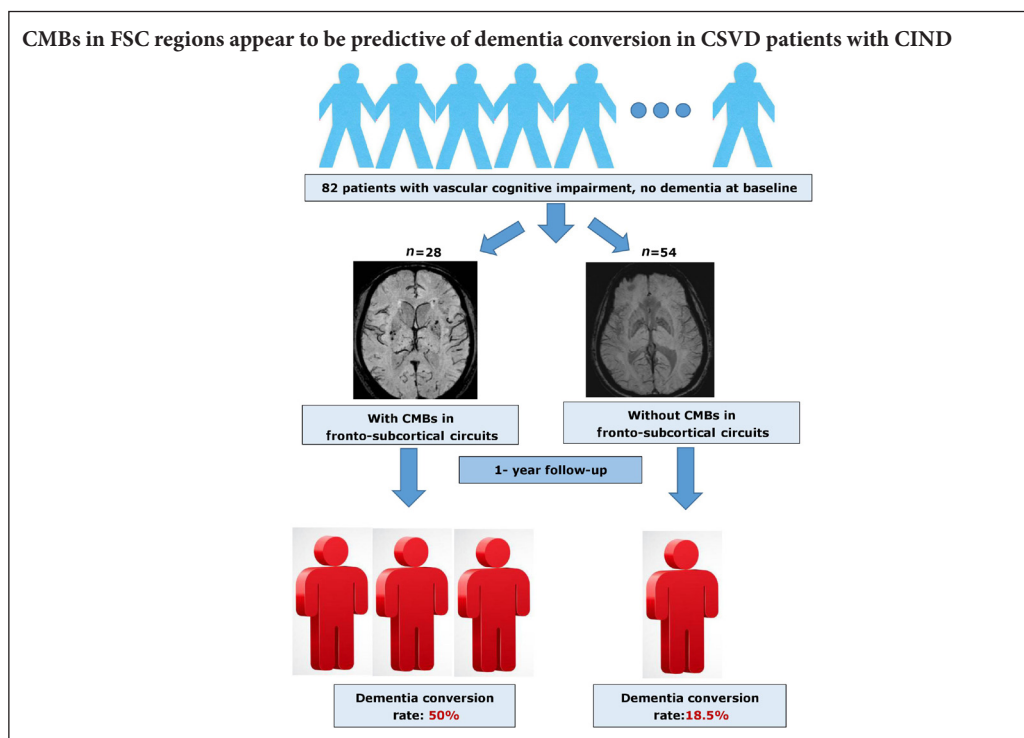 CMBs in FSC regions appear to be predictive of dementia conversion in CSVD patients with CIND
82 patients with vascular cognitive impairment, no dementia at baseline
n=28
n=54
With CMBs in
fronto-subcortical circuits
Without CMBs in
fronto-subcortical circuits
1- year follow-up
Dementia conversion
rate: 50%
Dementia conversion
rate:18.5%